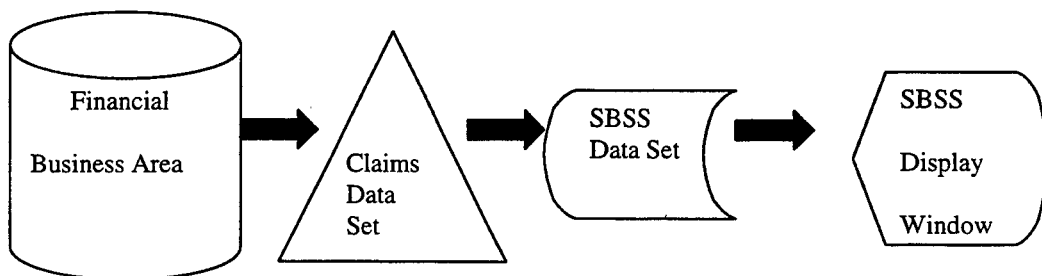 Financial
Business Area
Claims
Data
Set
SBSS
Data Set
SBSS
Display
Window